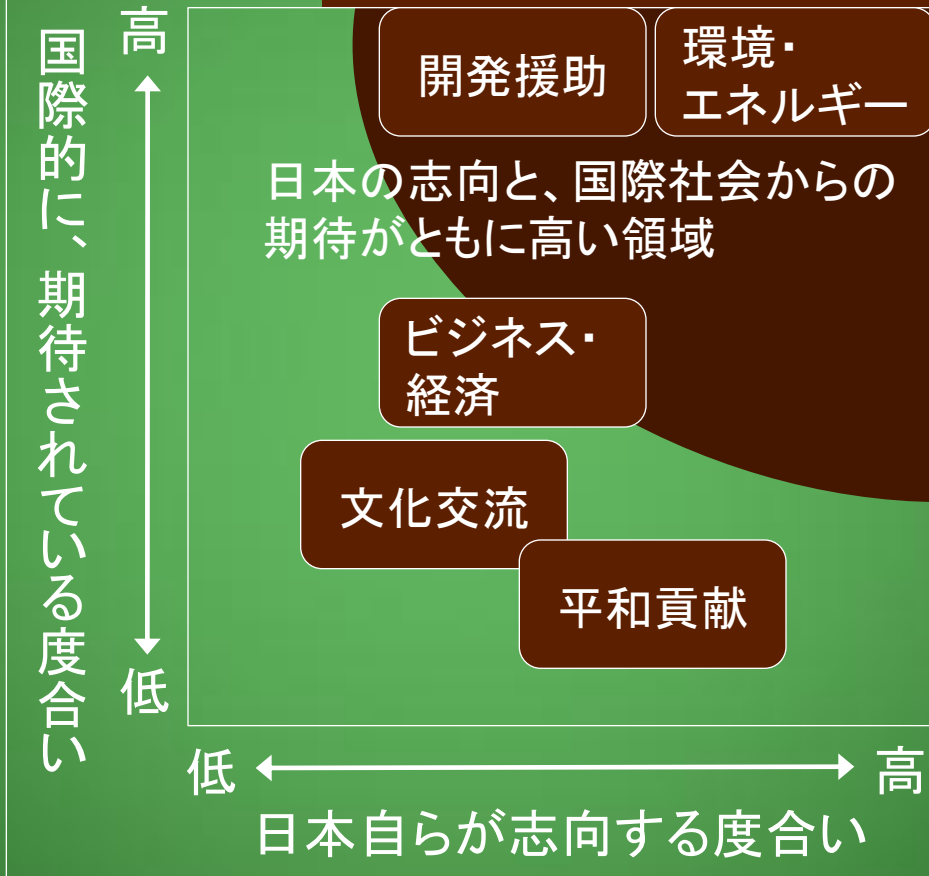 国際的に、期待されている度合い
高
低
開発援助
環境・
エネルギー
日本の志向と、国際社会からの
期待がともに高い領域
ビジネス・
経済
文化交流
平和貢献
低
高
日本自らが志向する度合い